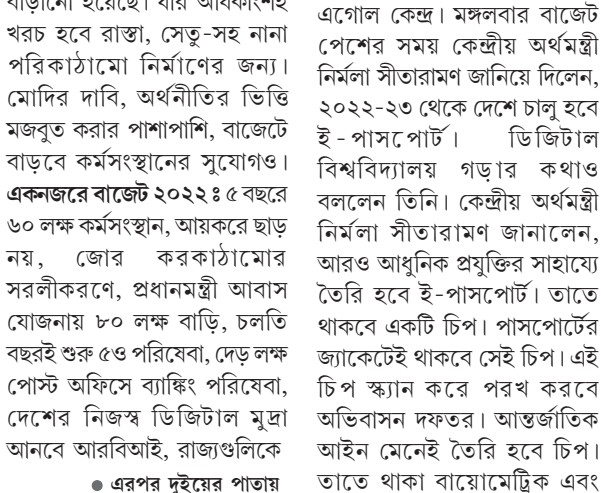 বাড়ানো হয়েছে। যার অধিকাংশই
খরচ হবে রাস্তা, সেতু-সহ নানা
পরিকাঠামো নির্মাণের জন্য।
মোদির দাবি, অর্থনীতির ভিত্তি
মজবুত করার পাশাপাশি, বাজেটে
বাড়বে কর্মসংস্থানের সুযোগও।
একনজরে বাজেট ২০২২ ঃ ৫ বছরে
৬০ লক্ষ কর্মসংস্থান, আয়করে ছাড়
নয়, জোর করকাঠামোর
সরলীকরণে, প্রধানমন্ত্রী আবাস
যোজনায় ৮০ লক্ষ বাড়ি, চলতি
বছরই শুরু ৫ও পরিষেবা, দেড় লক্ষ
পোস্ট অফিসে ব্যাঙ্কিং পরিষেবা,
দেশের নিজস্ব ডিজিটাল মুদ্রা
আনবে আরবিআই, রাজ্যগুলিকে
● এরপর দুইয়ের পাতায়
এগোল কেন্দ্র। মঙ্গলবার বাজেট
পেশের সময় কেন্দ্রীয় অর্থমন্ত্রী
নির্মলা সীতারামণ জানিয়ে দিলেন,
২০২২-২৩ থেকে দেশে চালু হবে
ই-পাসপোর্ট। ডিজিটাল
বিশ্ববিদ্যালয় গড়ার কথাও
বললেন তিনি। কেন্দ্রীয় অর্থমন্ত্রী
নির্মলা সীতারামণ জানালেন,
আরও আধুনিক প্রযুক্তির সাহায্যে
তৈরি হবে ই-পাসপোর্ট। তাতে
থাকবে একটি চিপ। পাসপোর্টের
জ্যাকেটেই থাকবে সেই চিপ। এই
চিপ স্ক্যান করে পরখ করবে
অভিবাসন দফতর। আন্তর্জাতিক
আইন মেনেই তৈরি হবে চিপ।
তাতে থাকা বায়োমেট্রিক এবং